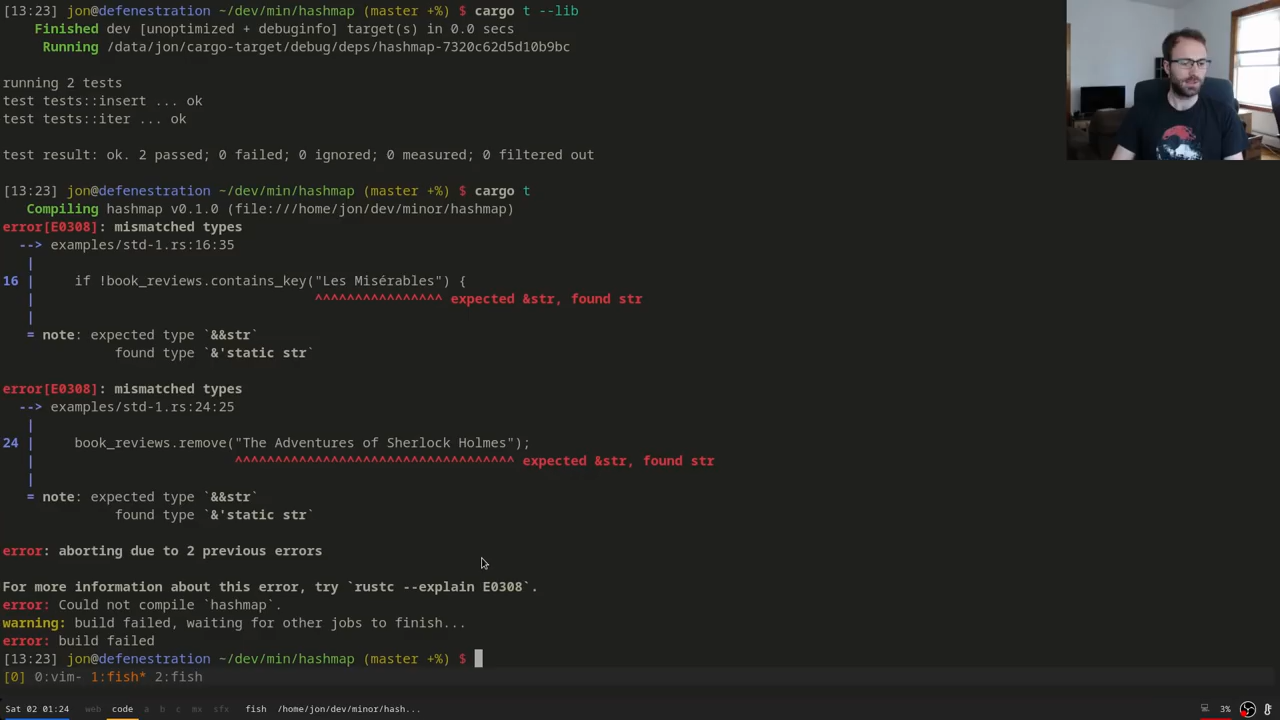 [13:23] jon@defenestration ~/dev/min/hashmap (master +%) $ cargo t --lib
Finished dev [unoptimized + debuginfo] target(s) in 0.0 secs
Running /data/jon/cargo-target/debug/deps/hashmap-7320c62d5d10b9bc
running 2 tests
test tests::insert ... ok
test tests::iter ... ok
test result: ok. 2 passed; 0 failed; 0 ignored; 0 measured; 0 filtered out
[13:23] jon@defenestration ~/dev/min/hashmap (master +%) $ cargo t
Compiling hashmap v0.1.0 (file:///home/jon/dev/minor/hashmap)
error[E0308]: mismatched types
--> examples/std-1.rs:16:35
|
16 | if !book_reviews.contains_key("Les Misérables") {
| ^^^^^^^^^^^^^^^^ expected &str, found str
|
= note: expected type `&&str`
found type `&'static str`
error[E0308]: mismatched types
--> examples/std-1.rs:24:25
|
24 | book_reviews.remove("The Adventures of Sherlock Holmes");
| ^^^^^^^^^^^^^^^^^^^^^^^^^^^^^^^^^^^ expected &str, found str
|
= note: expected type `&&str`
found type `&'static str`
error: aborting due to 2 previous errors
For more information about this error, try `rustc --explain E0308`.
error: Could not compile `hashmap`.
warning: build failed, waiting for other jobs to finish...
error: build failed
[13:23] jon@defenestration ~/dev/min/hashmap (master +%) $
[0] 0:vim- 1:fish* 2:fish
Sat 02 01:24 web code a b c ms sfx fish /home/jon/dev/minor/hash... 3%